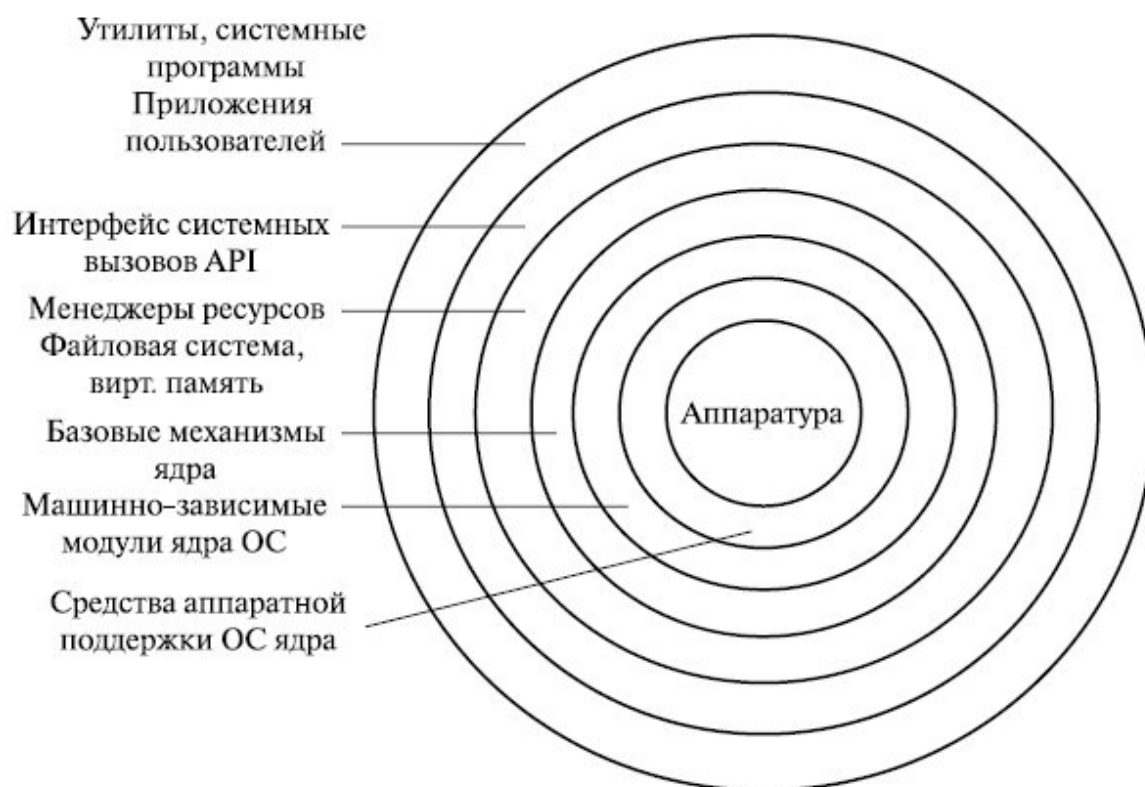 Утилиты, системные
программы
Приложения
пользователей
Интерфейс системных
вызовов API
Менеджеры ресурсов
Файловая система,
вирт. память
Базовые механизмы
ядра
Машинно-зависимые
модули ядра ОС
Средства аппаратной
поддержки ОС ядра
Аппаратура